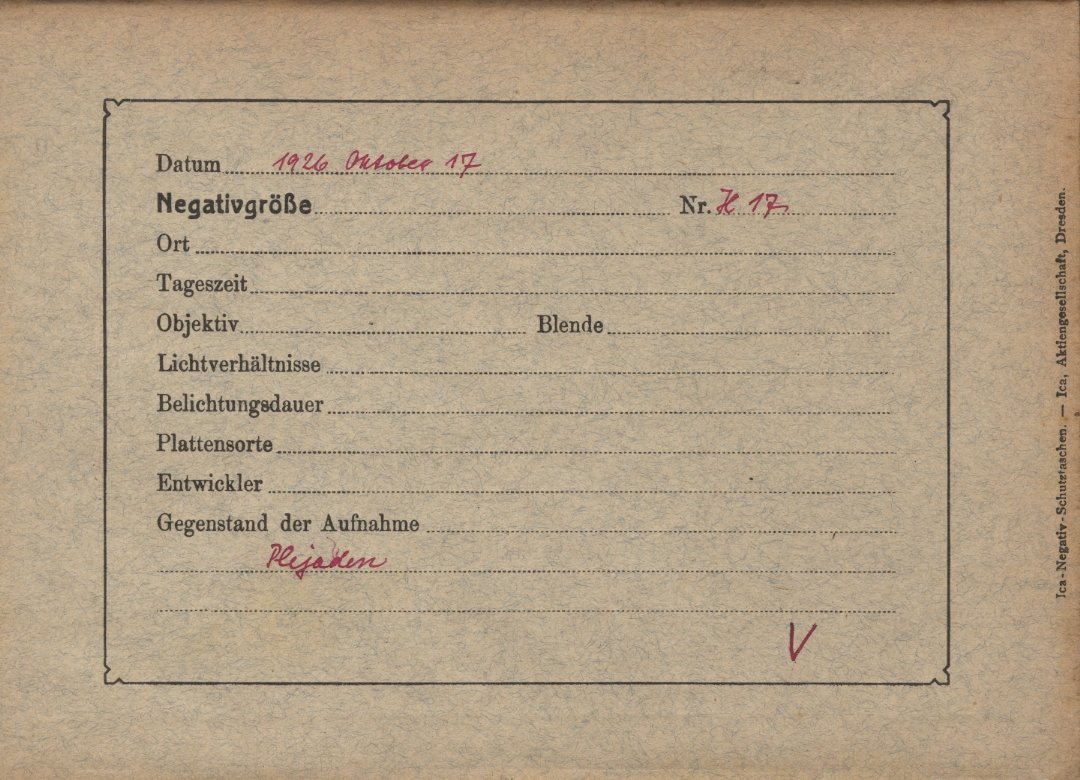 Datum 1926 Oktober 17
Negativgröße Nr. H 17
Ort
Tageszeit
Objektiv Blende
Lichtverhältnisse
Belichtungsdauer
Plattensorte
Entwickler
Gegenstand der Aufnahme
Plejaden
V
Ica-Negativ-Schutztaschen. — Ica, Aktiengesellschaft, Dresden.